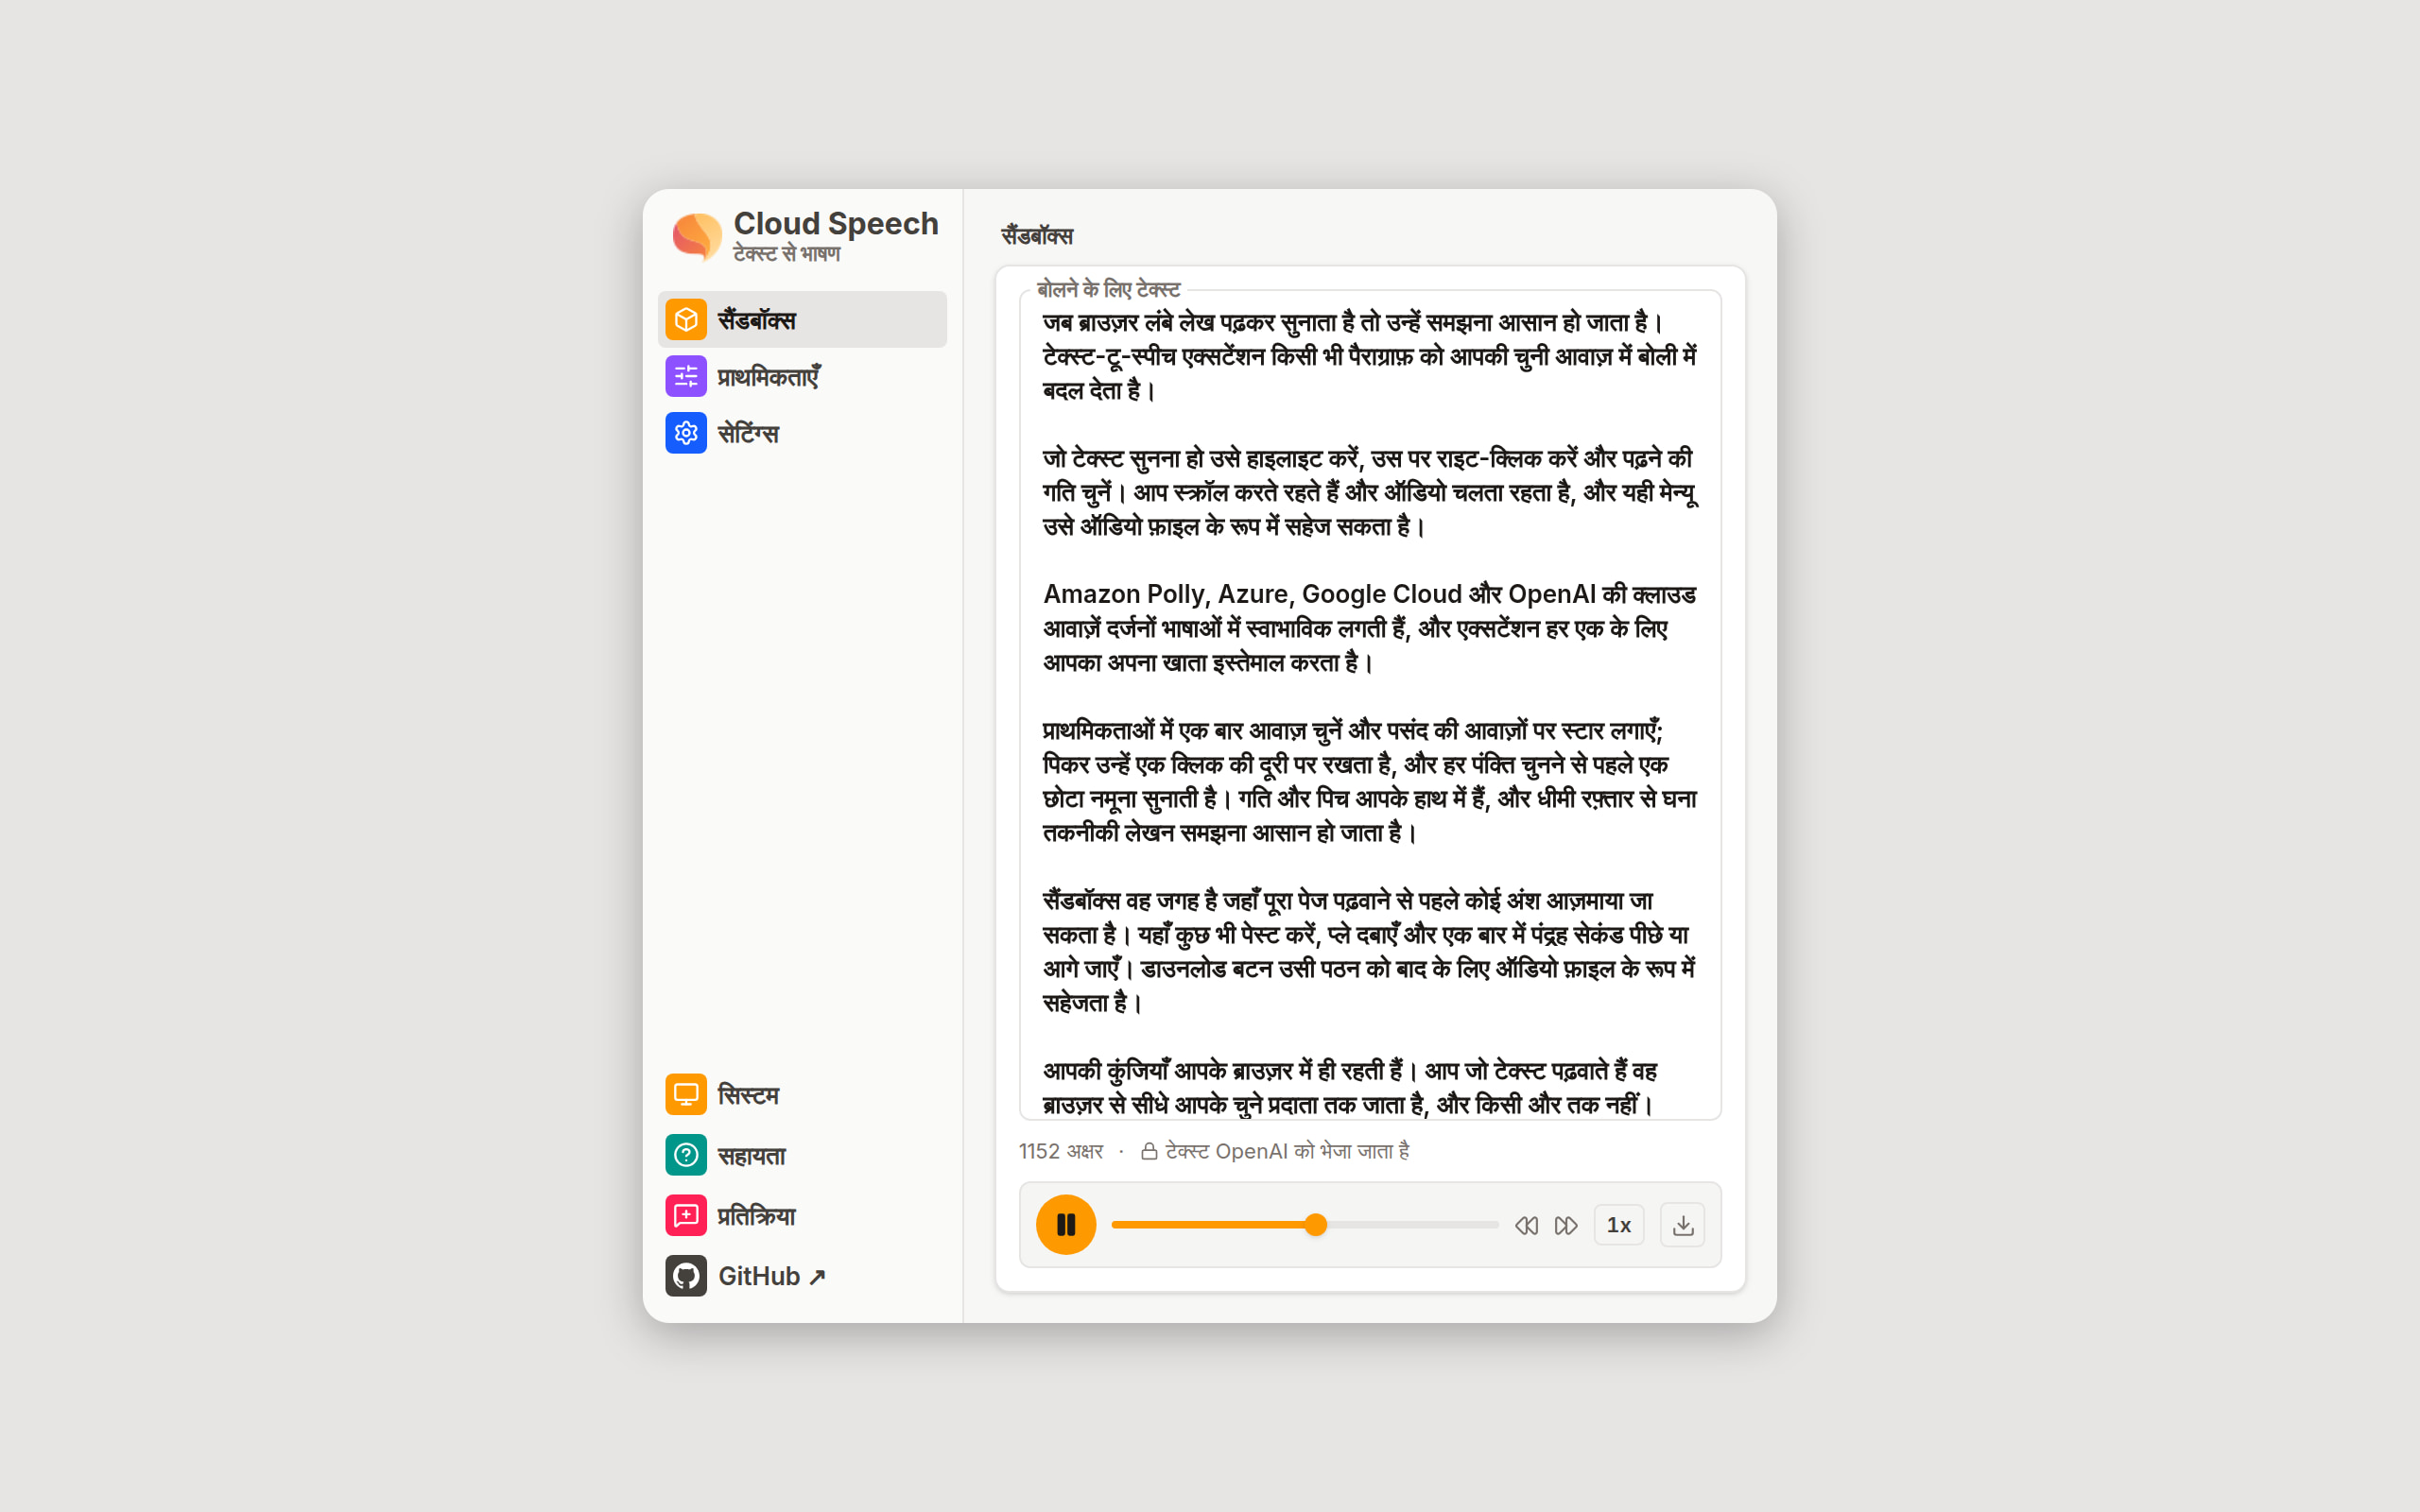 Cloud Speech
टेक्स्ट से भाषण
सैंडबॉक्स
प्राथमिकताएँ
सेटिंग्स
सिस्टम
सहायता
प्रतिक्रिया
GitHub ↗
सैंडबॉक्स
बोलने के लिए टेक्स्ट
जब ब्राउज़र लंबे लेख पढ़कर सुनाता है तो उन्हें समझना आसान हो जाता है।
टेक्स्ट-टू-स्पीच एक्सटेंशन किसी भी पैराग्राफ़ को आपकी चुनी आवाज़ में बोली में
बदल देता है।
जो टेक्स्ट सुनना हो उसे हाइलाइट करें, उस पर राइट-क्लिक करें और पढ़ने की
गति चुनें। आप स्क्रॉल करते रहते हैं और ऑडियो चलता रहता है, और यही मेन्यू
उसे ऑडियो फ़ाइल के रूप में सहेज सकता है।
Amazon Polly, Azure, Google Cloud और OpenAI की क्लाउड
आवाज़ें दर्जनों भाषाओं में स्वाभाविक लगती हैं, और एक्सटेंशन हर एक के लिए
आपका अपना खाता इस्तेमाल करता है।
प्राथमिकताओं में एक बार आवाज़ चुनें और पसंद की आवाज़ों पर स्टार लगाएँ;
पिकर उन्हें एक क्लिक की दूरी पर रखता है, और हर पंक्ति चुनने से पहले एक
छोटा नमूना सुनाती है। गति और पिच आपके हाथ में हैं, और धीमी रफ़्तार से घना
तकनीकी लेखन समझना आसान हो जाता है।
सैंडबॉक्स वह जगह है जहाँ पूरा पेज पढ़वाने से पहले कोई अंश आज़माया जा
सकता है। यहाँ कुछ भी पेस्ट करें, प्ले दबाएँ और एक बार में पंद्रह सेकंड पीछे या
आगे जाएँ। डाउनलोड बटन उसी पठन को बाद के लिए ऑडियो फ़ाइल के रूप में
सहेजता है।
आपकी कुंजियाँ आपके ब्राउज़र में ही रहती हैं। आप जो टेक्स्ट पढ़वाते हैं वह
ब्राउज़र से सीधे आपके चुने प्रदाता तक जाता है, और किसी और तक नहीं।
1152 अक्षर · टेक्स्ट OpenAI को भेजा जाता है
1x